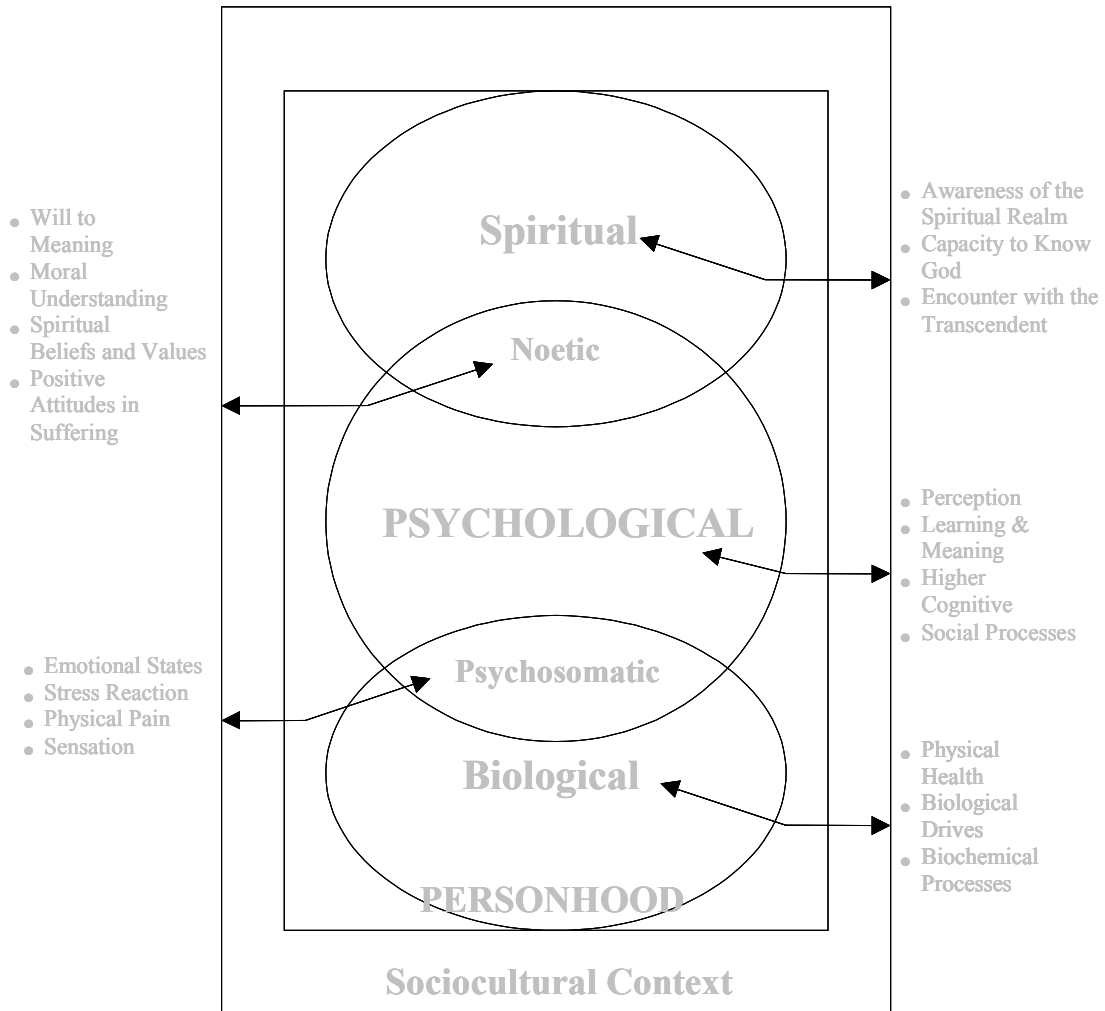 Spiritual
Noetic
PSYCHOLOGICAL
Psychosomatic
Biological
PERSONHOOD
Sociocultural Context
• Will to
Meaning
• Moral
Understanding
• Spiritual
Beliefs and Values
• Positive
Attitudes in
Suffering
• Emotional States
• Stress Reaction
• Physical Pain
• Sensation
• Awareness of the
Spiritual Realm
• Capacity to Know
God
• Encounter with the
Transcendent
• Perception
• Learning &
Meaning
• Higher
Cognitive
• Social Processes
• Physical
Health
• Biological
Drives
• Biochemical
Processes